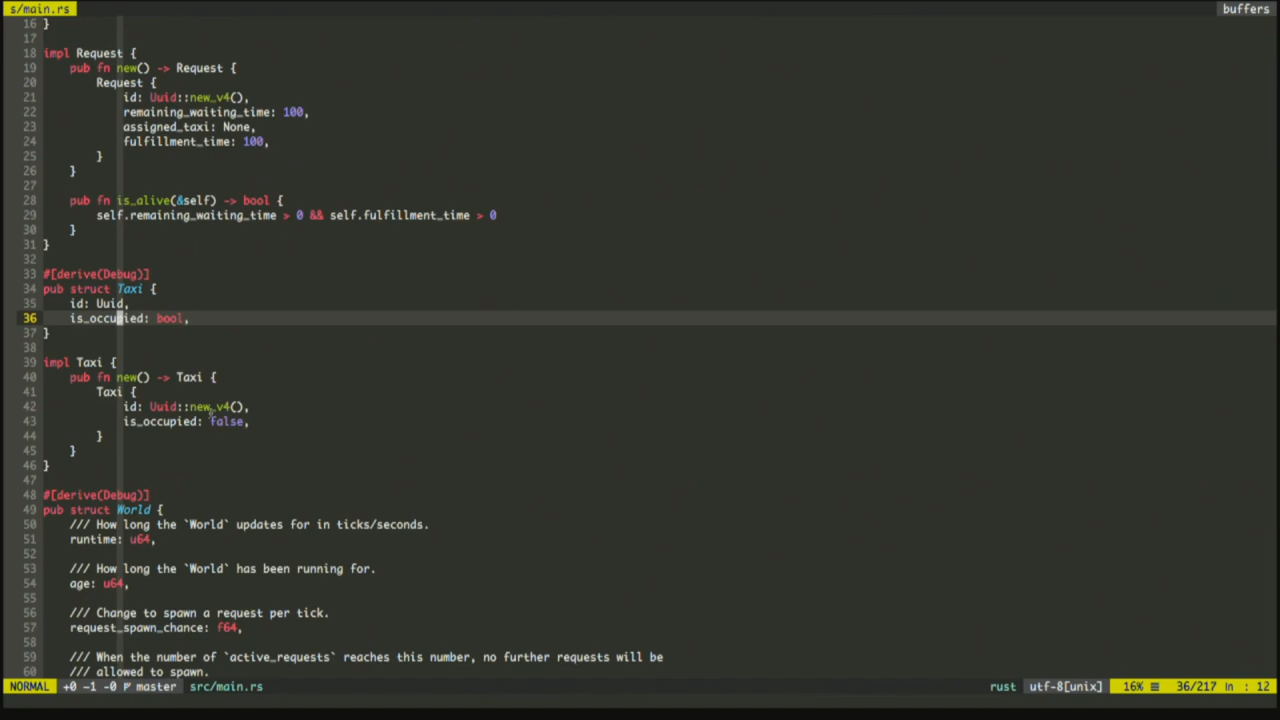 s/main.rs buffers
16 }
17
18 impl Request {
19     pub fn new() -> Request {
20         Request {
21             id: Uuid::new_v4(),
22             remaining_waiting_time: 100,
23             assigned_taxi: None,
24             fulfillment_time: 100,
25         }
26     }
27
28     pub fn is_alive(&self) -> bool {
29         self.remaining_waiting_time > 0 && self.fulfillment_time > 0
30     }
31 }
32
33 #[derive(Debug)]
34 pub struct Taxi {
35     id: Uuid,
36     is_occupied: bool,
37 }
38
39 impl Taxi {
40     pub fn new() -> Taxi {
41         Taxi {
42             id: Uuid::new_v4(),
43             is_occupied: false,
44         }
45     }
46 }
47
48 #[derive(Debug)]
49 pub struct World {
50     /// How long the `World` updates for in ticks/seconds.
51     runtime: u64,
52
53     /// How long the `World` has been running for.
54     age: u64,
55
56     /// Change to spawn a request per tick.
57     request_spawn_chance: f64,
58
59     /// When the number of `active_requests` reaches this number, no further requests will be
60     /// allowed to spawn.
NORMAL +0 -1 -0 master src/main.rs rust utf-8[unix] 16% ☰ 36/217 ln : 12